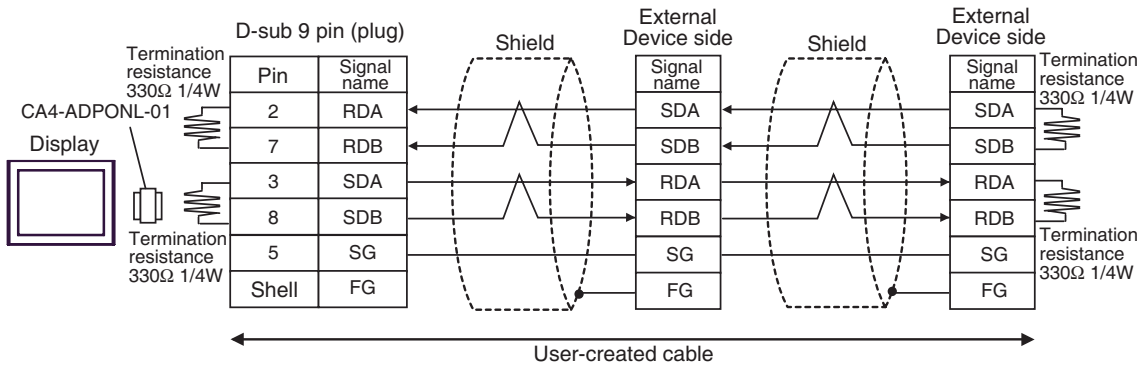 D-sub 9 pin (plug)
Shield
External
Device side
Shield
External
Device side
Termination
resistance
330Ω 1/4W
CA4-ADPONL-01
Display
Pin
Signal
name
2
RDA
7
RDB
3
SDA
8
SDB
5
SG
Shell
FG
Termination
resistance
330Ω 1/4W
Signal
name
SDA
SDB
RDA
RDB
SG
FG
Signal
name
SDA
SDB
RDA
RDB
SG
FG
Termination
resistance
330Ω 1/4W
Termination
resistance
330Ω 1/4W
User-created cable